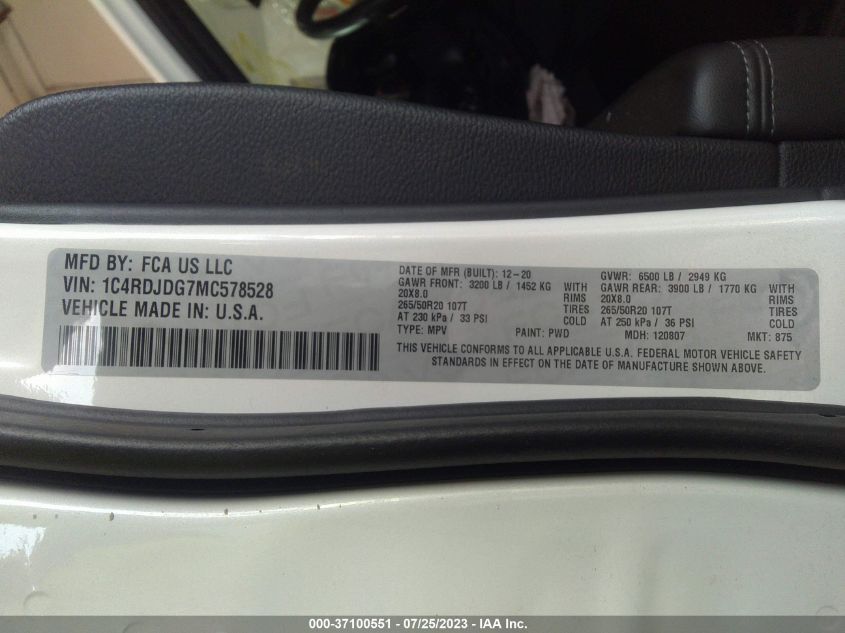 MFD BY: FCA US LLC
VIN: 1C4RDJDG7MC578528
VEHICLE MADE IN: U.S.A.
DATE OF MFR (BUILT): 12-20
GAWR FRONT: 3200 LB / 1452 KG WITH
20X8.0 RIMS
265/50R20 107T TIRES
AT 230 kPa / 33 PSI COLD
TYPE: MPV PAINT: PWD
GVWR: 6500 LB / 2949 KG
GAWR REAR: 3900 LB / 1770 KG WITH
20X8.0 RIMS
265/50R20 107T TIRES
AT 250 kPa / 36 PSI COLD
MDH: 120807 MKT: 875
THIS VEHICLE CONFORMS TO ALL APPLICABLE U.S.A. FEDERAL MOTOR VEHICLE SAFETY
STANDARDS IN EFFECT ON THE DATE OF MANUFACTURE SHOWN ABOVE.
000-37100551 - 07/25/2023 - IAA Inc.